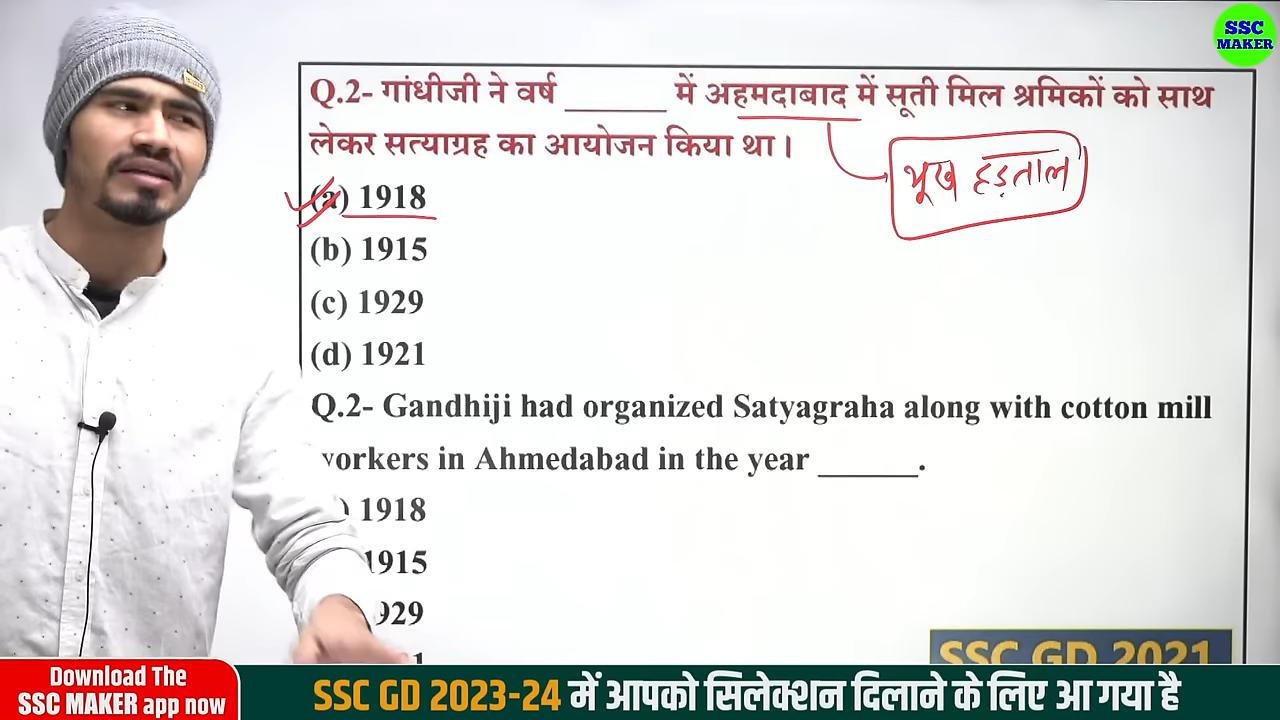 SSC
MAKER
Q.2- गांधीजी ने वर्ष ______ में अहमदाबाद में सूती मिल श्रमिकों को साथ
लेकर सत्याग्रह का आयोजन किया था।
भूख हड़ताल
(a) 1918
(b) 1915
(c) 1929
(d) 1921
Q.2- Gandhiji had organized Satyagraha along with cotton mill
workers in Ahmedabad in the year ______.
) 1918
1915
929
1
SSC GD 2021
Download The
SSC MAKER app now
SSC GD 2023-24 में आपको सिलेक्शन दिलाने के लिए आ गया है